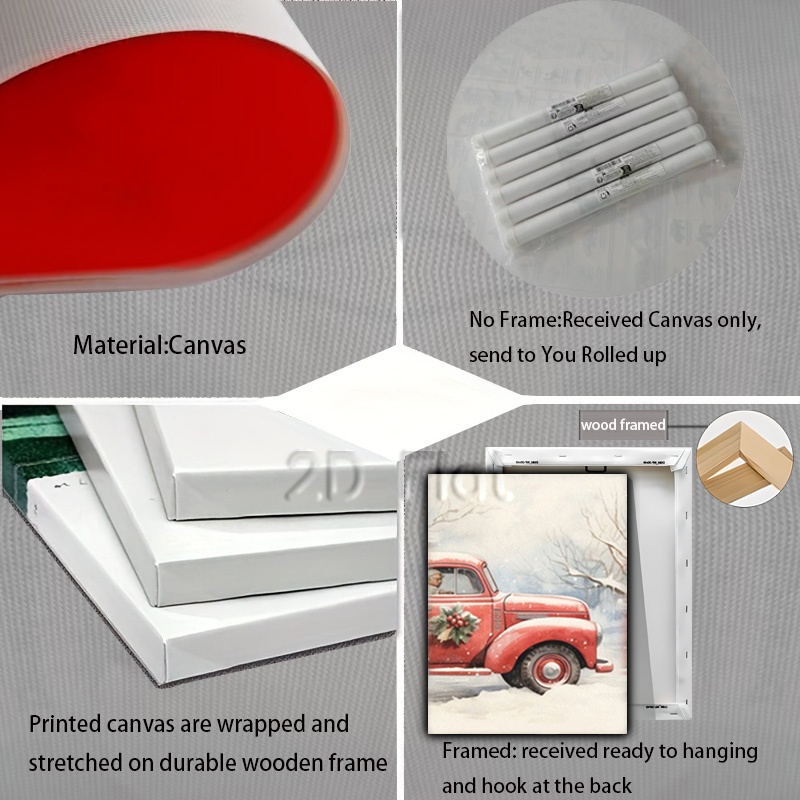 Material:Canvas
No Frame:Received Canvas only,
send to You Rolled up
2D Flat
wood framed
Printed canvas are wrapped and
stretched on durable wooden frame
Framed: received ready to hanging
and hook at the back